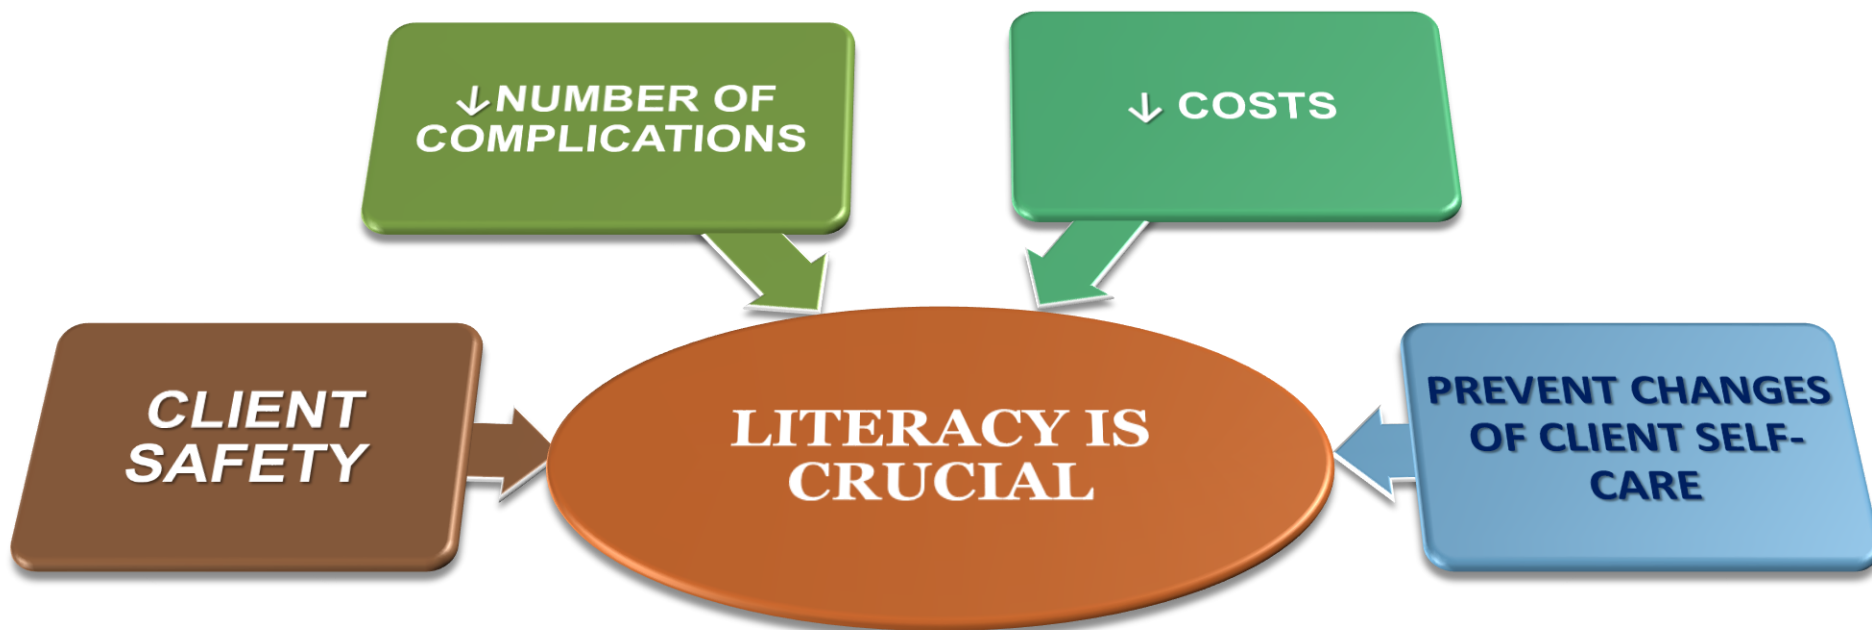 ↓NUMBER OF
COMPLICATIONS
↓ COSTS
CLIENT
SAFETY
LITERACY IS
CRUCIAL
PREVENT CHANGES
OF CLIENT SELF-
CARE